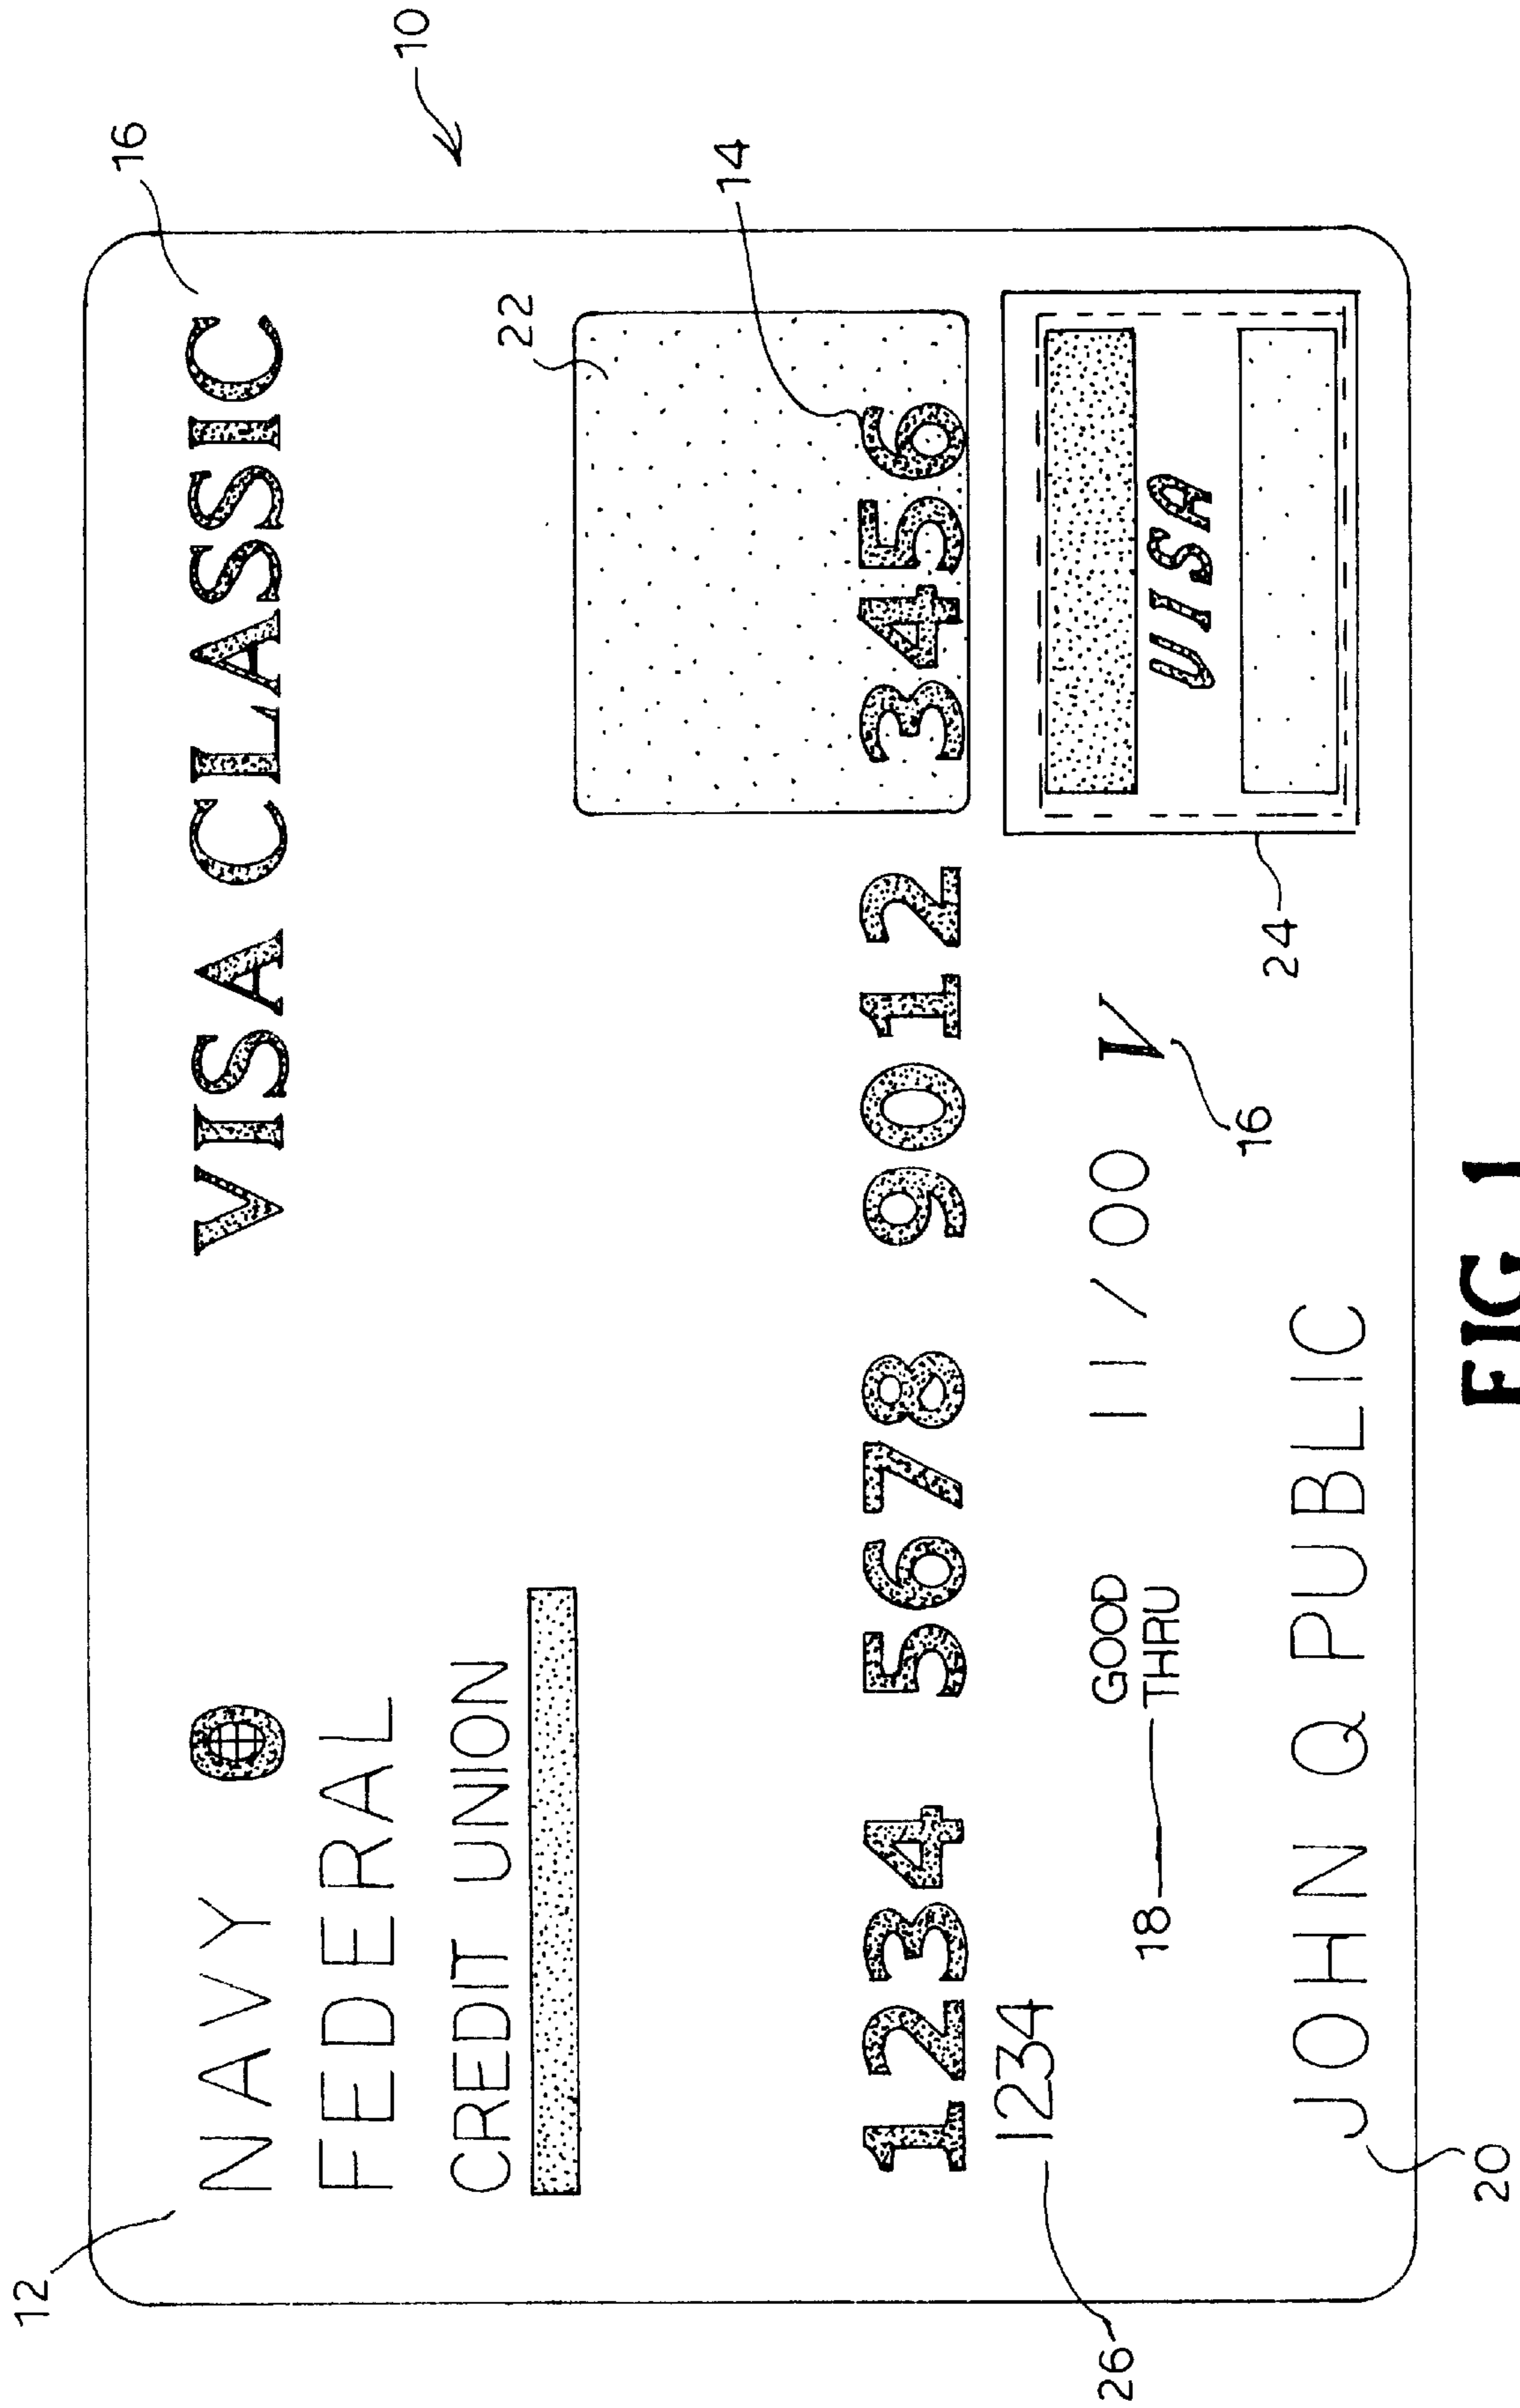 10
12
16
NAVY VISA CLASSIC
FEDERAL
CREDIT UNION
22
14
1234 5678 9012 3456
1234
26
18
GOOD
THRU
11/00
V
16
VISA
24
JOHN Q PUBLIC
20
FIG 1